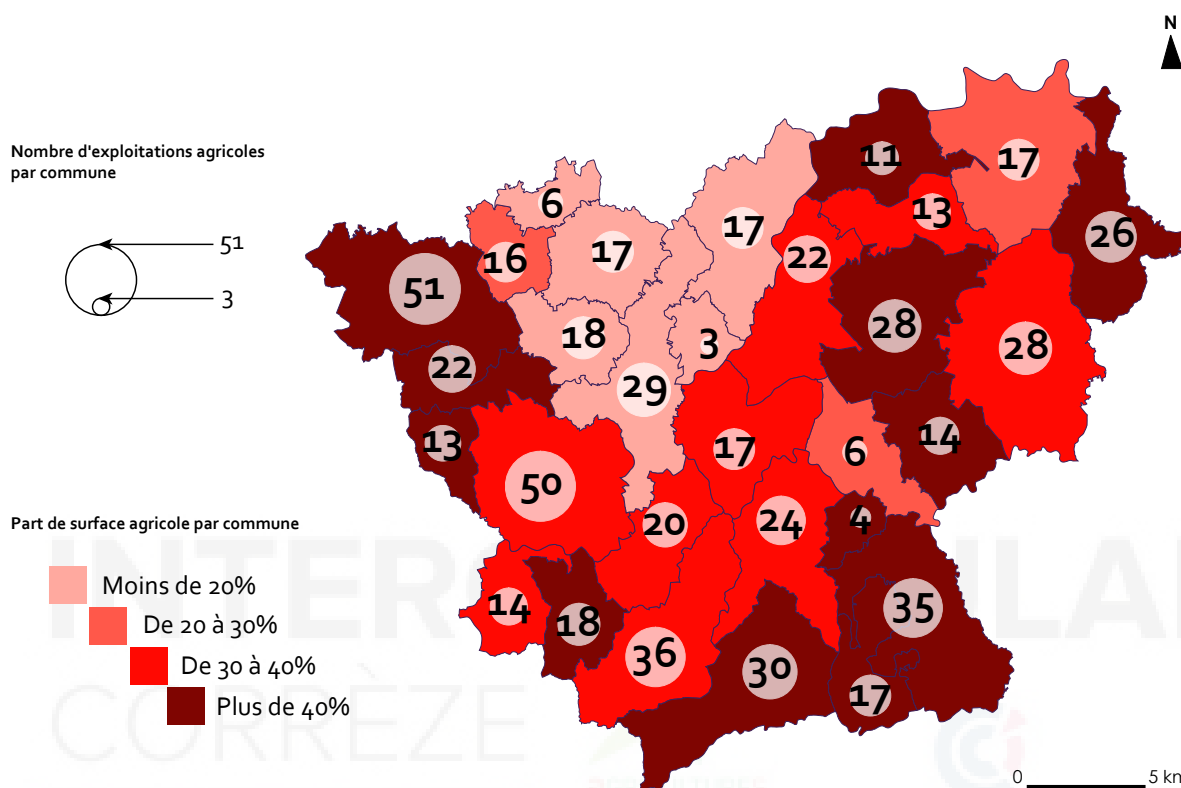 N
Nombre d'exploitations agricoles
par commune
51
3
11
17
13
26
6
17
17
16
22
51
28
28
18
3
22
29
13
14
17
6
50
20
24
4
14
18
35
36
30
17
Part de surface agricole par commune
Moins de 20%
De 20 à 30%
De 30 à 40%
Plus de 40%
CORRÈZE
CCi
0 5 km